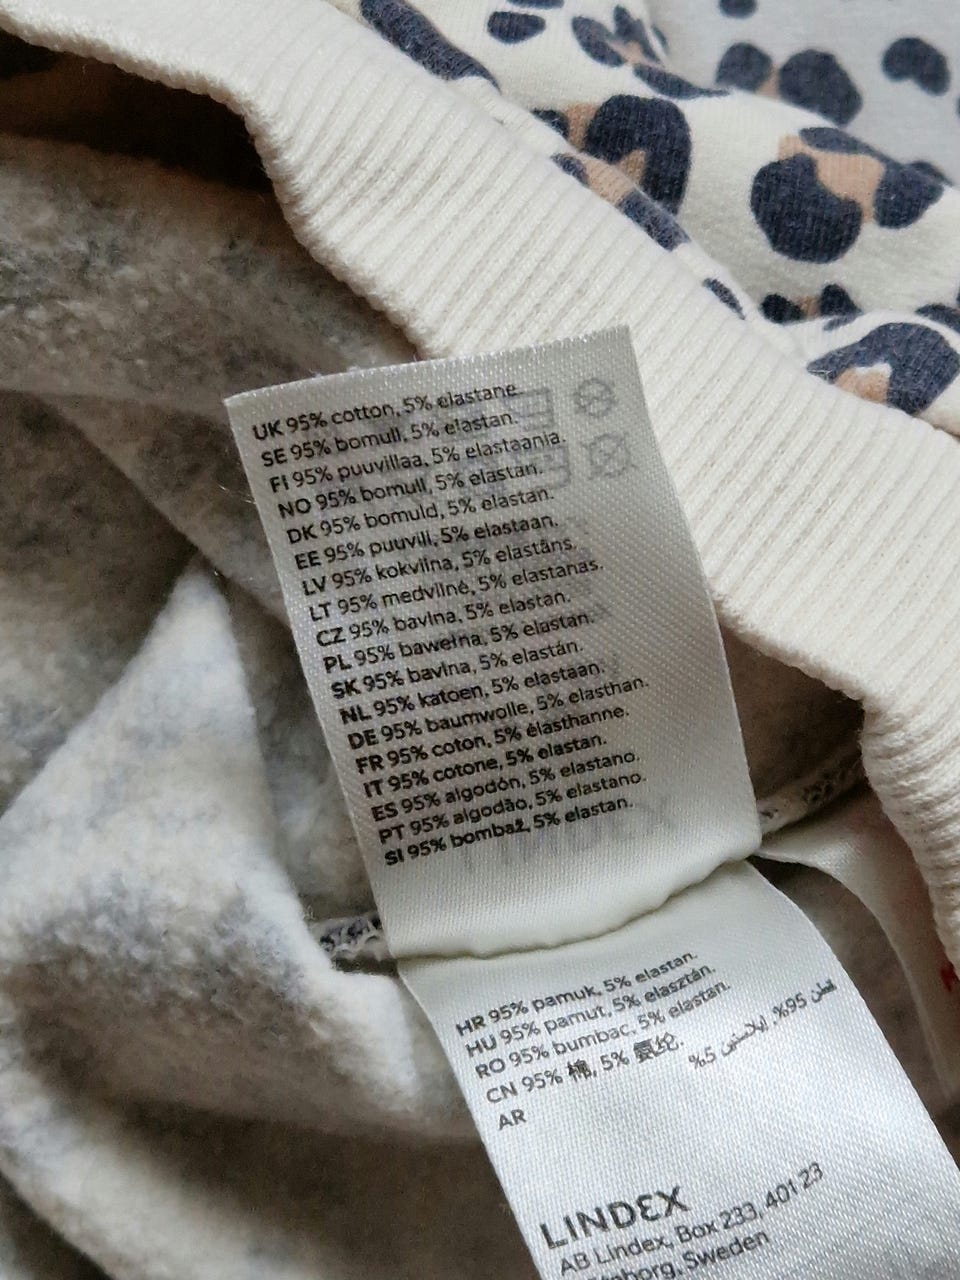 UK 95% cotton, 5% elastane.
SE 95% bomull, 5% elastan.
FI 95% puuvillaa, 5% elastaania.
NO 95% bomull, 5% elastan.
DK 95% bomuld, 5% elastan.
EE 95% puuvill, 5% elastaan.
LV 95% kokvilna, 5% elastāns.
LT 95% medvilnė, 5% elastanas.
CZ 95% bavlna, 5% elastan.
PL 95% bawełna, 5% elastan.
SK 95% bavlna, 5% elastán.
NL 95% katoen, 5% elastaan.
DE 95% baumwolle, 5% elasthan.
FR 95% coton, 5% élasthanne.
IT 95% cotone, 5% elastan.
ES 95% algodón, 5% elastano.
PT 95% algodão, 5% elastano.
SI 95% bombaž, 5% elastan.
HR 95% pamuk, 5% elastan.
HU 95% pamut, 5% elasztán.
RO 95% bumbac, 5% elastan.
CN 95% 棉, 5% 氨纶.
قطن 95%, ايلاستين 5%
AR
LINDEX
AB Lindex, Box 233, 401 23
Sweden